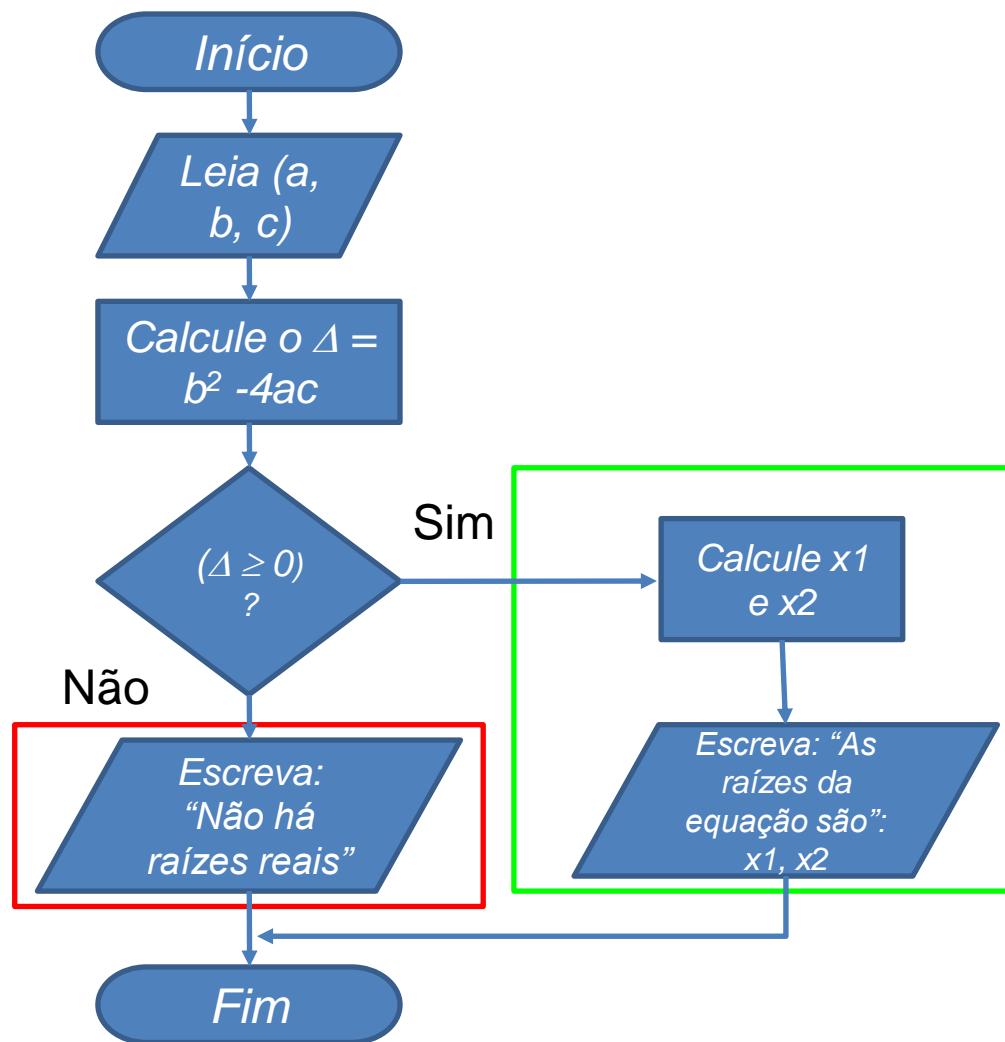 Início
Leia (a,
b, c)
Calcule o Δ =
b² -4ac
(Δ ≥ 0)
?
Sim
Calcule x1
e x2
Escreva: “As
raízes da
equação são”:
x1, x2
Não
Escreva:
“Não há
raízes reais”
Fim